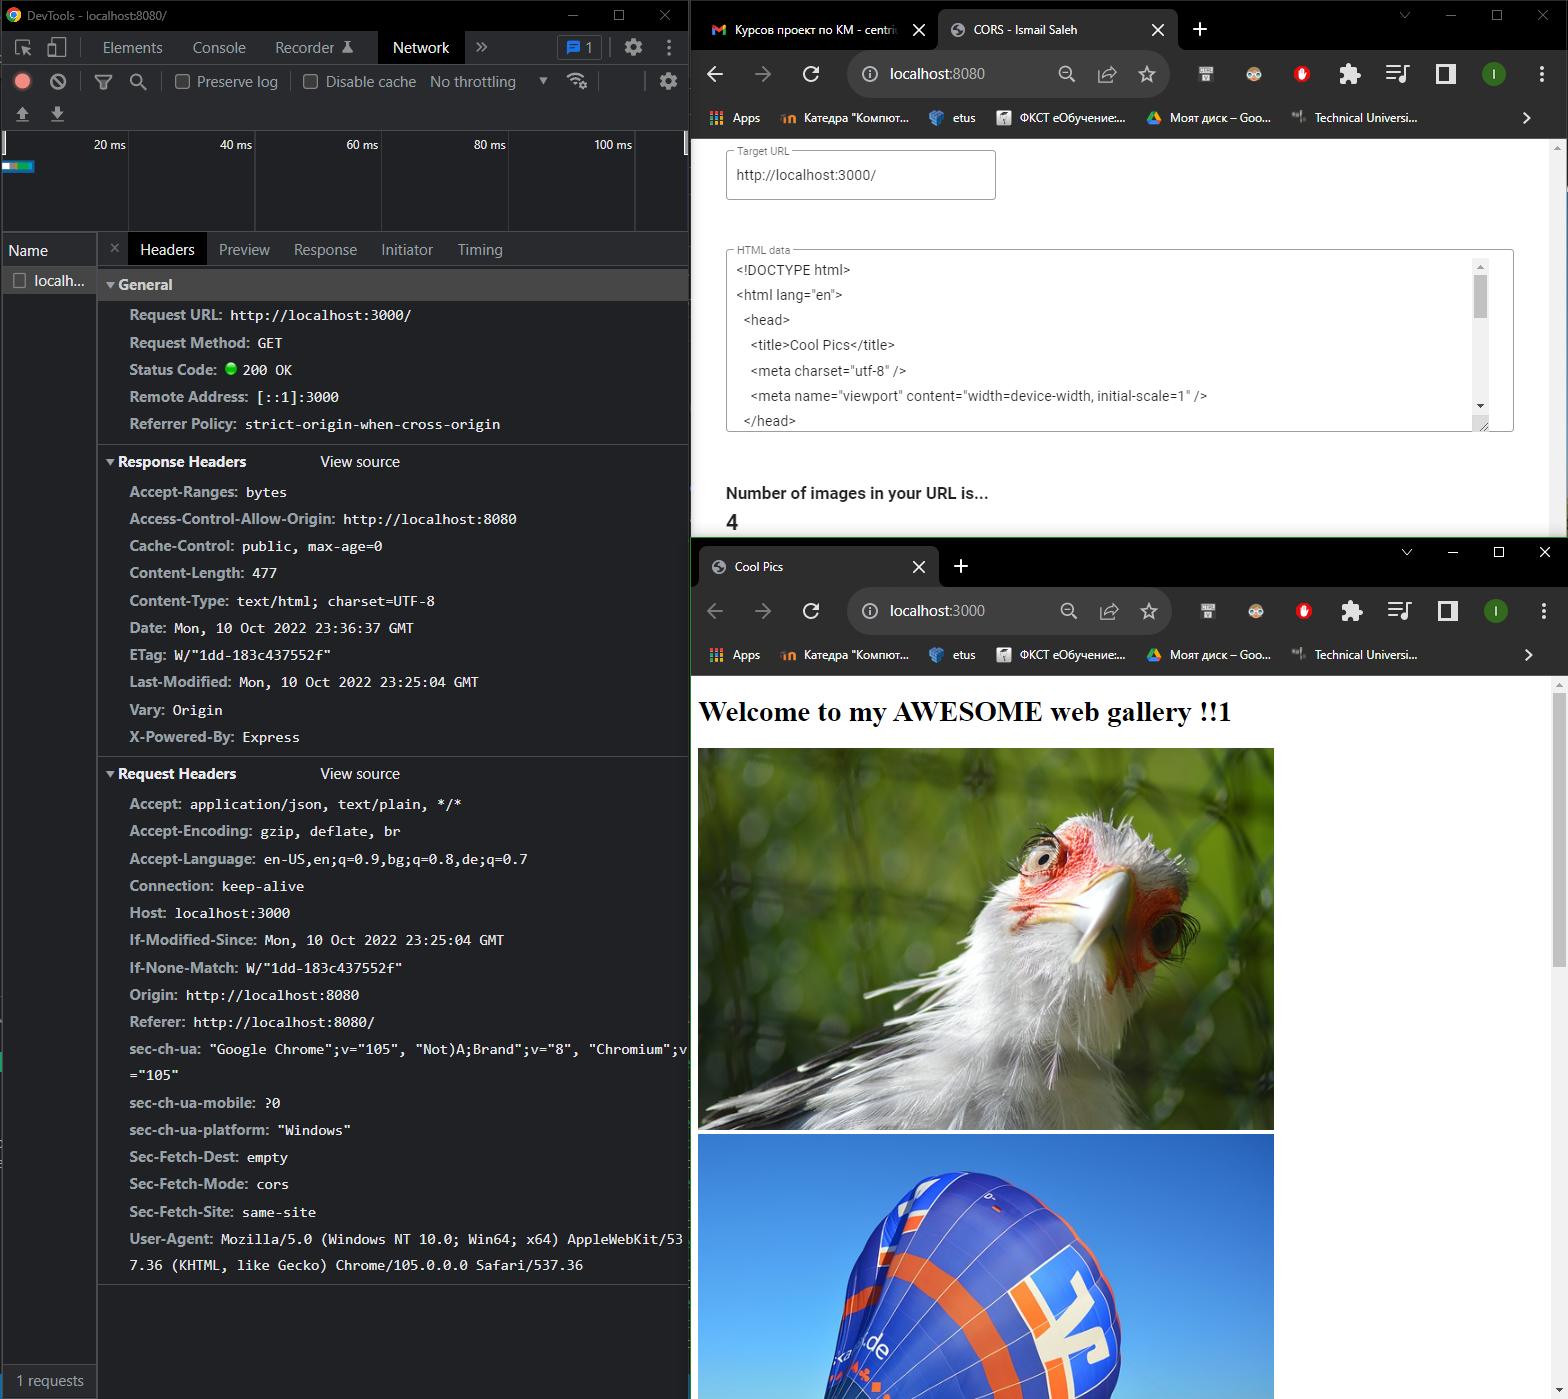 DevTools - localhost:8080/
Elements
Console
Recorder
Network
1
Preserve log
Disable cache
No throttling
20 ms
40 ms
60 ms
80 ms
100 ms
Name
localh...
1 requests
Headers
Preview
Response
Initiator
Timing
General
Request URL: http://localhost:3000/
Request Method: GET
Status Code: 200 OK
Remote Address: [::1]:3000
Referrer Policy: strict-origin-when-cross-origin
Response Headers
View source
Accept-Ranges: bytes
Access-Control-Allow-Origin: http://localhost:8080
Cache-Control: public, max-age=0
Content-Length: 477
Content-Type: text/html; charset=UTF-8
Date: Mon, 10 Oct 2022 23:36:37 GMT
ETag: W/"1dd-183c437552f"
Last-Modified: Mon, 10 Oct 2022 23:25:04 GMT
Vary: Origin
X-Powered-By: Express
Request Headers
View source
Accept: application/json, text/plain, */*
Accept-Encoding: gzip, deflate, br
Accept-Language: en-US,en;q=0.9,bg;q=0.8,de;q=0.7
Connection: keep-alive
Host: localhost:3000
If-Modified-Since: Mon, 10 Oct 2022 23:25:04 GMT
If-None-Match: W/"1dd-183c437552f"
Origin: http://localhost:8080
Referer: http://localhost:8080/
sec-ch-ua: "Google Chrome";v="105", "Not)A;Brand";v="8", "Chromium";v
="105"
sec-ch-ua-mobile: ?0
sec-ch-ua-platform: "Windows"
Sec-Fetch-Dest: empty
Sec-Fetch-Mode: cors
Sec-Fetch-Site: same-site
User-Agent: Mozilla/5.0 (Windows NT 10.0; Win64; x64) AppleWebKit/53
7.36 (KHTML, like Gecko) Chrome/105.0.0.0 Safari/537.36
Курсов проект по КМ - centri
CORS - Ismail Saleh
localhost:8080
I
Apps
Катедра "Компют...
etus
ФКСТ еОбучение:...
Моят диск – Goo...
Technical Universi...
Target URL
http://localhost:3000/
HTML data
<!DOCTYPE html>
<html lang="en">
<head>
<title>Cool Pics</title>
<meta charset="utf-8" />
<meta name="viewport" content="width=device-width, initial-scale=1" />
</head>
Number of images in your URL is...
4
Cool Pics
localhost:3000
I
Apps
Катедра "Компют...
etus
ФКСТ еОбучение:...
Моят диск – Goo...
Technical Universi...
Welcome to my AWESOME web gallery !!1